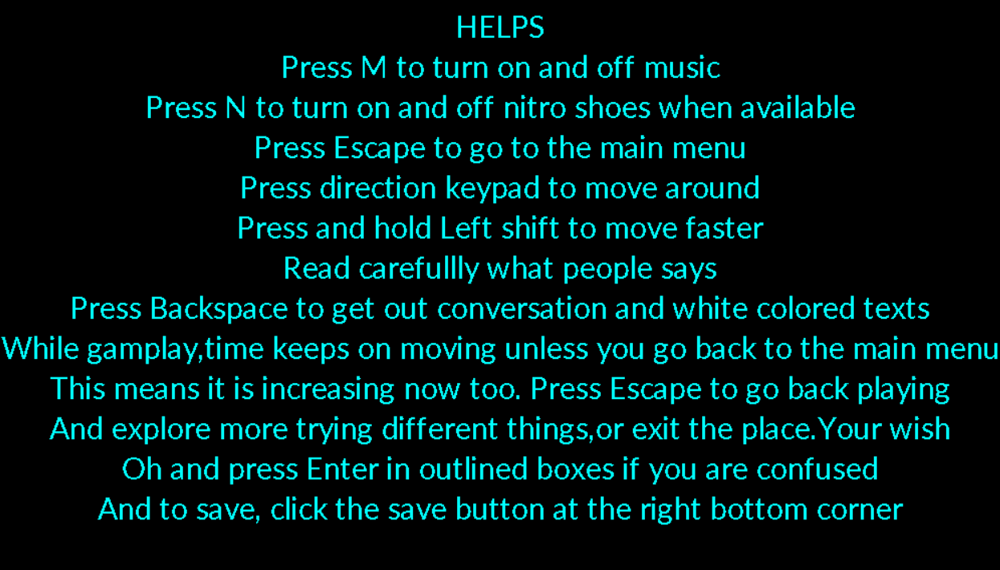 HELPS
Press M to turn on and off music
Press N to turn on and off nitro shoes when available
Press Escape to go to the main menu
Press direction keypad to move around
Press and hold Left shift to move faster
Read carefullly what people says
Press Backspace to get out conversation and white colored texts
While gamplay,time keeps on moving unless you go back to the main menu
This means it is increasing now too. Press Escape to go back playing
And explore more trying different things,or exit the place.Your wish
Oh and press Enter in outlined boxes if you are confused
And to save, click the save button at the right bottom corner